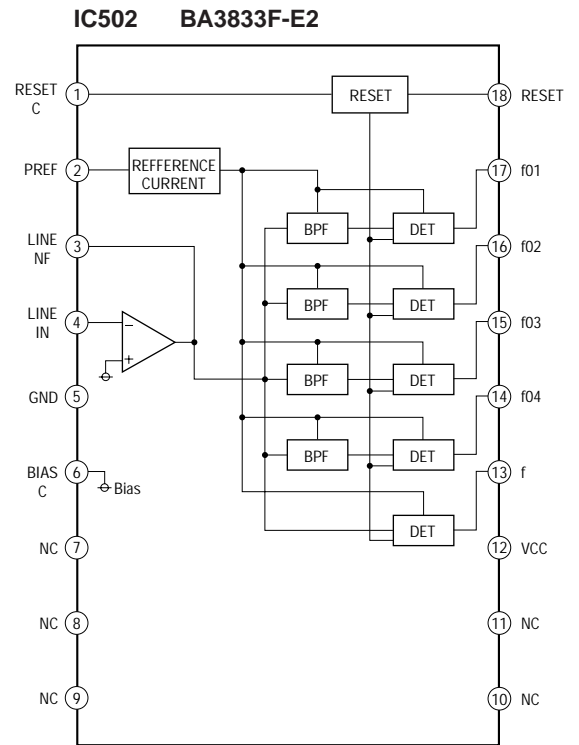 IC502 BA3833F-E2
RESET
C
1
RESET
18
RESET
PREF
2
REFFERENCE
CURRENT
17
f01
BPF
DET
LINE
NF
3
16
f02
BPF
DET
LINE
IN
4
–
+
15
f03
BPF
DET
GND
5
14
f04
BPF
DET
BIAS
C
6
Bias
13
f
DET
NC
7
12
VCC
NC
8
11
NC
NC
9
10
NC